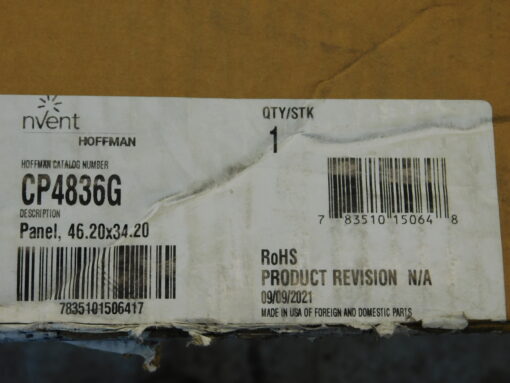 nvent
HOFFMAN
QTY/STK
1
HOFFMAN CATALOG NUMBER
CP4836G
DESCRIPTION
Panel, 46.20x34.20
7835101506417
7 83510 15064 8
RoHS
PRODUCT REVISION N/A
09/09/2021
MADE IN USA OF FOREIGN AND DOMESTIC PARTS